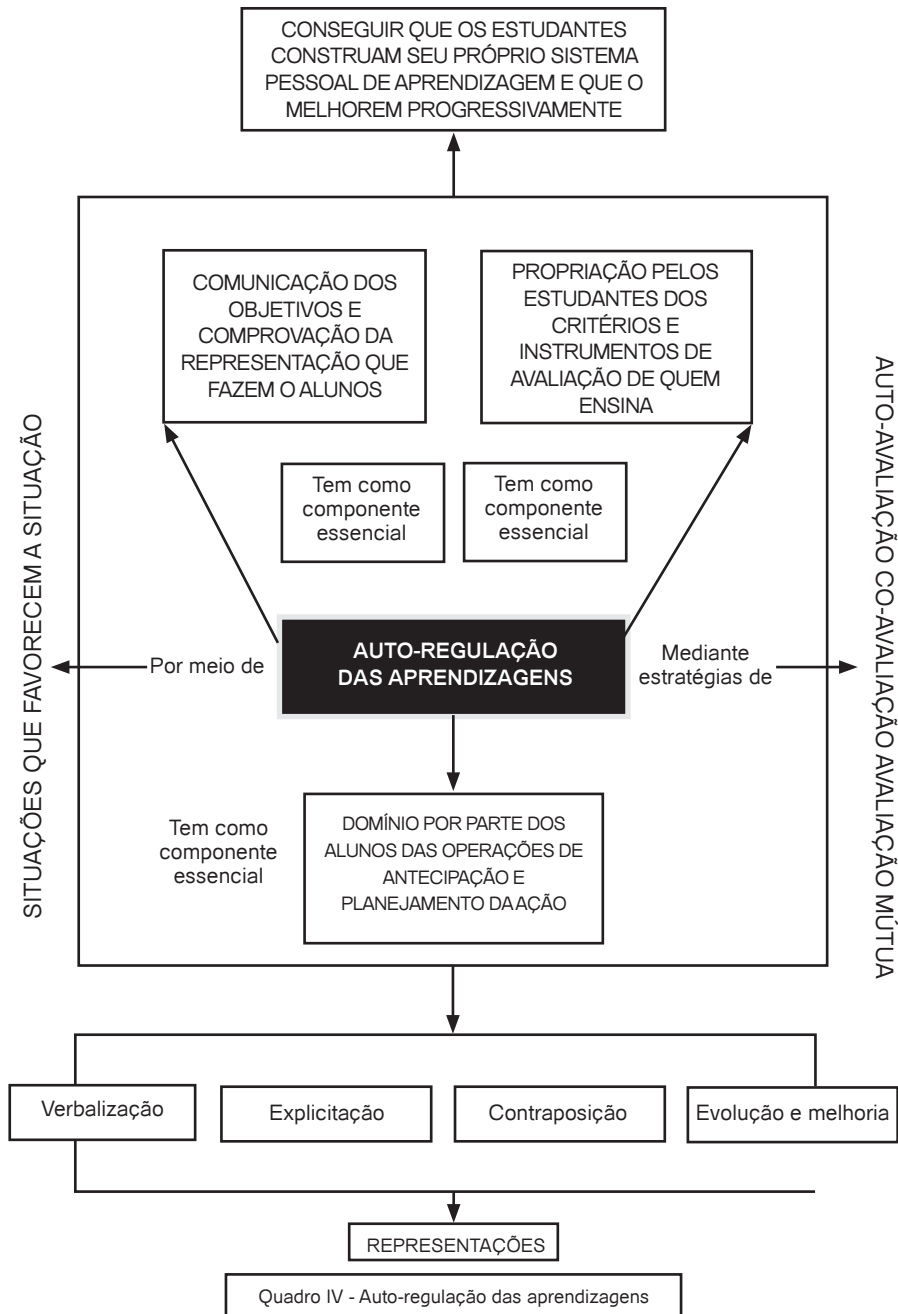 CONSEGUIR QUE OS ESTUDANTES
CONSTRUAM SEU PRÓPRIO SISTEMA
PESSOAL DE APRENDIZAGEM E QUE O
MELHOREM PROGRESSIVAMENTE
COMUNICAÇÃO DOS
OBJETIVOS E
COMPROVAÇÃO DA
REPRESENTAÇÃO QUE
FAZEM O ALUNOS
PROPRIAÇÃO PELOS
ESTUDANTES DOS
CRITÉRIOS E
INSTRUMENTOS DE
AVALIAÇÃO DE QUEM
ENSINA
SITUAÇÕES QUE FAVORECEM A SITUAÇÃO
AUTO-AVALIAÇÃO CO-AVALIAÇÃO AVALIAÇÃO MÚTUA
Tem como
componente
essencial
Tem como
componente
essencial
Por meio de
AUTO-REGULAÇÃO
DAS APRENDIZAGENS
Mediante
estratégias de
Tem como
componente
essencial
DOMÍNIO POR PARTE DOS
ALUNOS DAS OPERAÇÕES DE
ANTECIPAÇÃO E
PLANEJAMENTO DA AÇÃO
Verbalização
Explicitação
Contraposição
Evolução e melhoria
REPRESENTAÇÕES
Quadro IV - Auto-regulação das aprendizagens